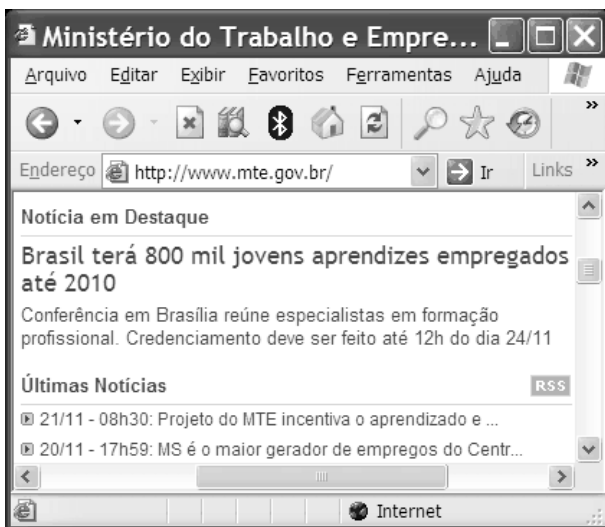 Ministério do Trabalho e Empre...
Arquivo Editar Exibir Favoritos Ferramentas Ajuda
Endereço http://www.mte.gov.br/ Ir Links »
Notícia em Destaque
Brasil terá 800 mil jovens aprendizes empregados
até 2010
Conferência em Brasília reúne especialistas em formação
profissional. Credenciamento deve ser feito até 12h do dia 24/11
Últimas Notícias RSS
21/11 - 08h30: Projeto do MTE incentiva o aprendizado e ...
20/11 - 17h59: MS é o maior gerador de empregos do Centr...
Internet